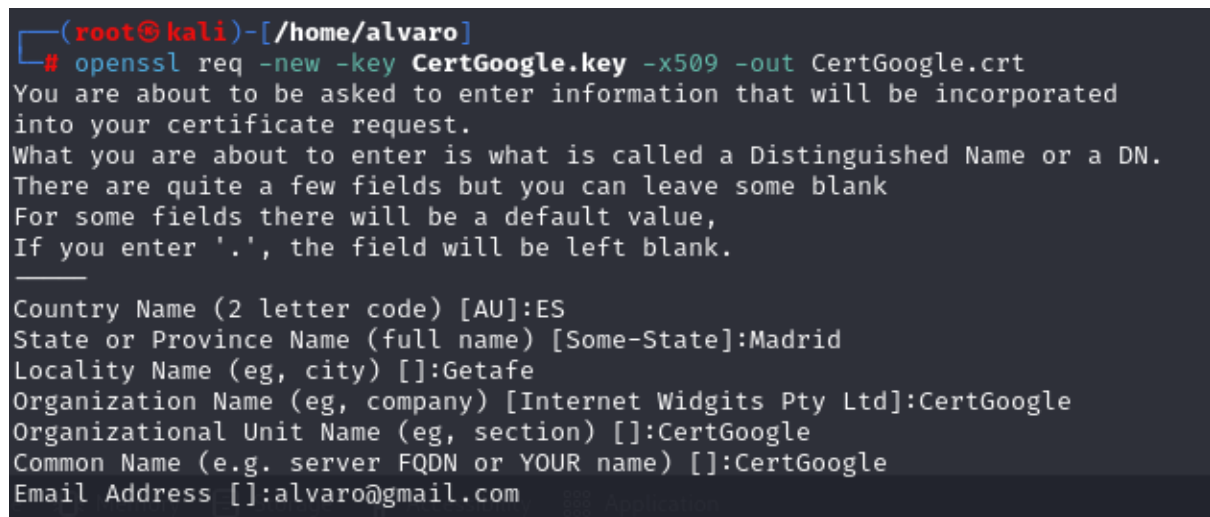 ┌──(root㉿kali)-[/home/alvaro]
└─# openssl req -new -key CertGoogle.key -x509 -out CertGoogle.crt
You are about to be asked to enter information that will be incorporated
into your certificate request.
What you are about to enter is what is called a Distinguished Name or a DN.
There are quite a few fields but you can leave some blank
For some fields there will be a default value,
If you enter '.', the field will be left blank.
-----
Country Name (2 letter code) [AU]:ES
State or Province Name (full name) [Some-State]:Madrid
Locality Name (eg, city) []:Getafe
Organization Name (eg, company) [Internet Widgits Pty Ltd]:CertGoogle
Organizational Unit Name (eg, section) []:CertGoogle
Common Name (e.g. server FQDN or YOUR name) []:CertGoogle
Email Address []:alvaro@gmail.com
Memory Storage Accessibility Application